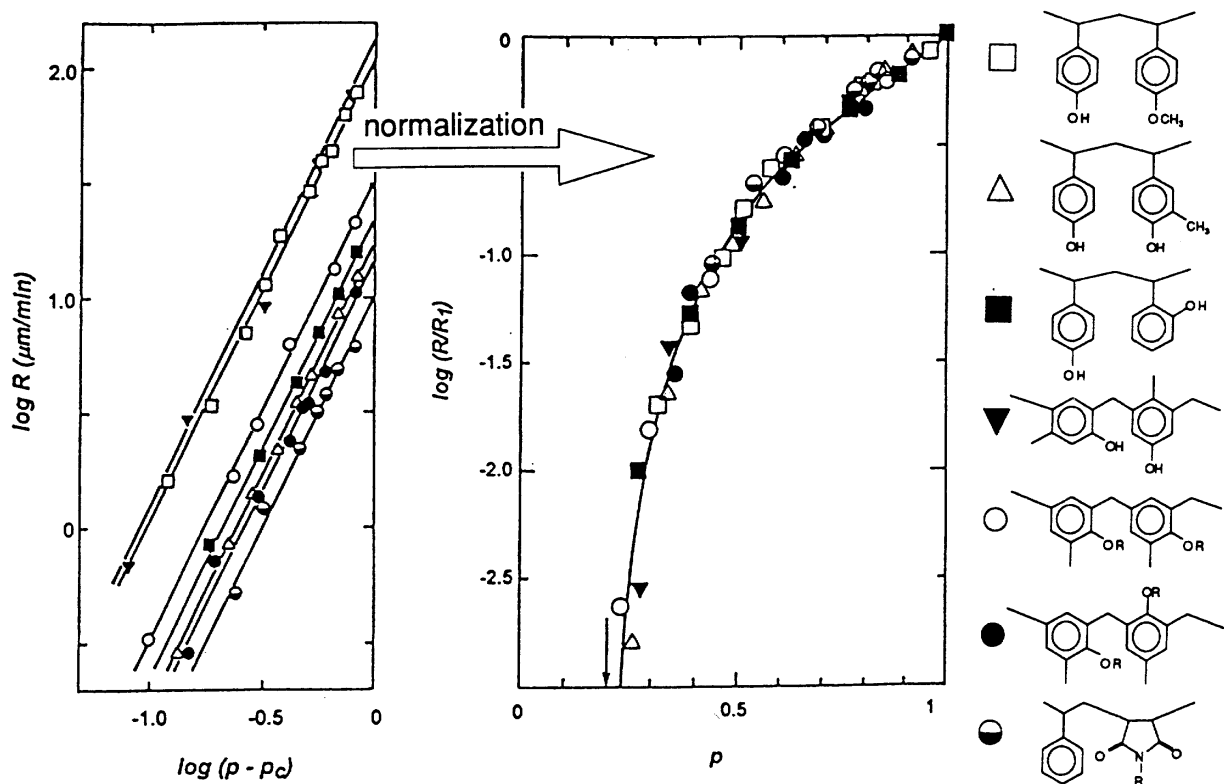 2.0
1.0
0
log R (μm/min)
-1.0
-0.5
0
log (p - pc)
normalization
0
-1.0
-1.5
-2.0
-2.5
log (R/R1)
0
0.5
1
p
OH
OCH3
OH
OH
CH3
OH
OH
OH
OH
OR
OR
OR
OR
O
N
O
R